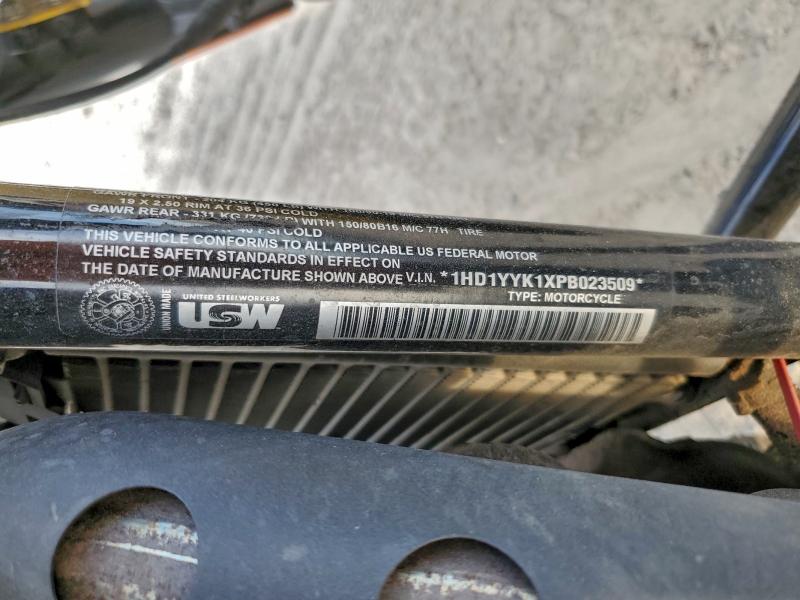 19 X 2.50 RIM AT 36 PSI COLD
GAWR REAR - 331 KG WITH 150/80B16 M/C 77H TIRE
PSI COLD
THIS VEHICLE CONFORMS TO ALL APPLICABLE US FEDERAL MOTOR
VEHICLE SAFETY STANDARDS IN EFFECT ON
THE DATE OF MANUFACTURE SHOWN ABOVE V.I.N. *1HD1YYK1XPB023509*
TYPE: MOTORCYCLE
UNION MADE
UNITED STEELWORKERS
USW